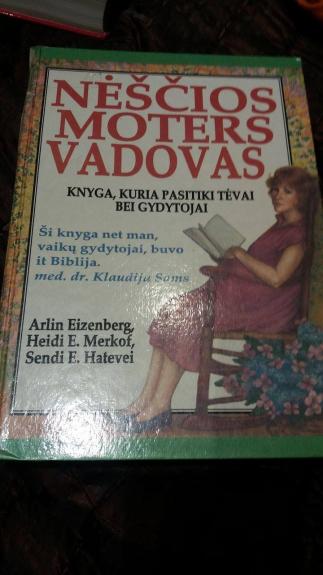 NĖŠČIOS
MOTERS
VADOVAS
KNYGA, KURIA PASITIKI TĖVAI
BEI GYDYTOJAI
Ši knyga net man,
vaikų gydytojai, buvo
it Biblija.
med. dr. Klaudija Soms
Arlin Eizenberg,
Heidi E. Merkof,
Sendi E. Hatevei